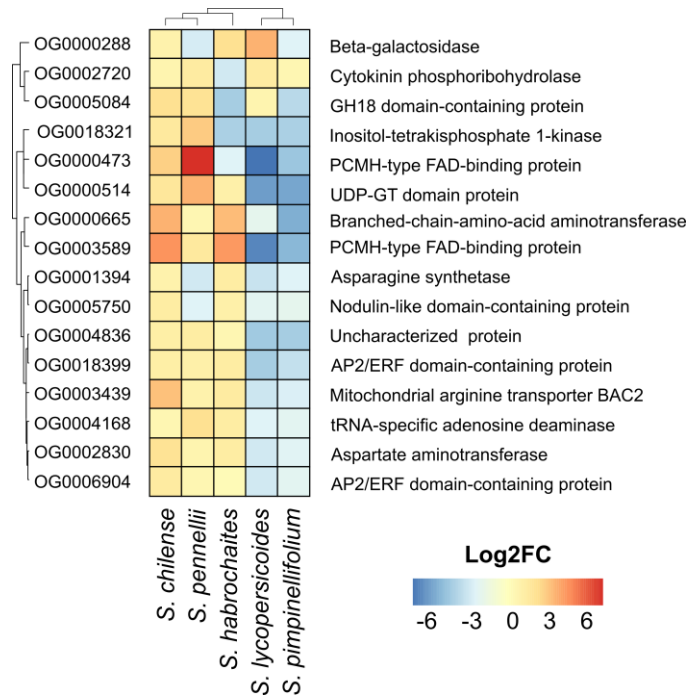 OG0000288 Beta-galactosidase
OG0002720 Cytokinin phosphoribohydrolase
OG0005084 GH18 domain-containing protein
OG0018321 Inositol-tetrakisphosphate 1-kinase
OG0000473 PCMH-type FAD-binding protein
OG0000514 UDP-GT domain protein
OG0000665 Branched-chain-amino-acid aminotransferase
OG0003589 PCMH-type FAD-binding protein
OG0001394 Asparagine synthetase
OG0005750 Nodulin-like domain-containing protein
OG0004836 Uncharacterized protein
OG0018399 AP2/ERF domain-containing protein
OG0003439 Mitochondrial arginine transporter BAC2
OG0004168 tRNA-specific adenosine deaminase
OG0002830 Aspartate aminotransferase
OG0006904 AP2/ERF domain-containing protein
S. chilense
S. pennellii
S. habrochaites
S. lycopersicoides
S. pimpinellifolium
Log2FC
-6 -3 0 3 6